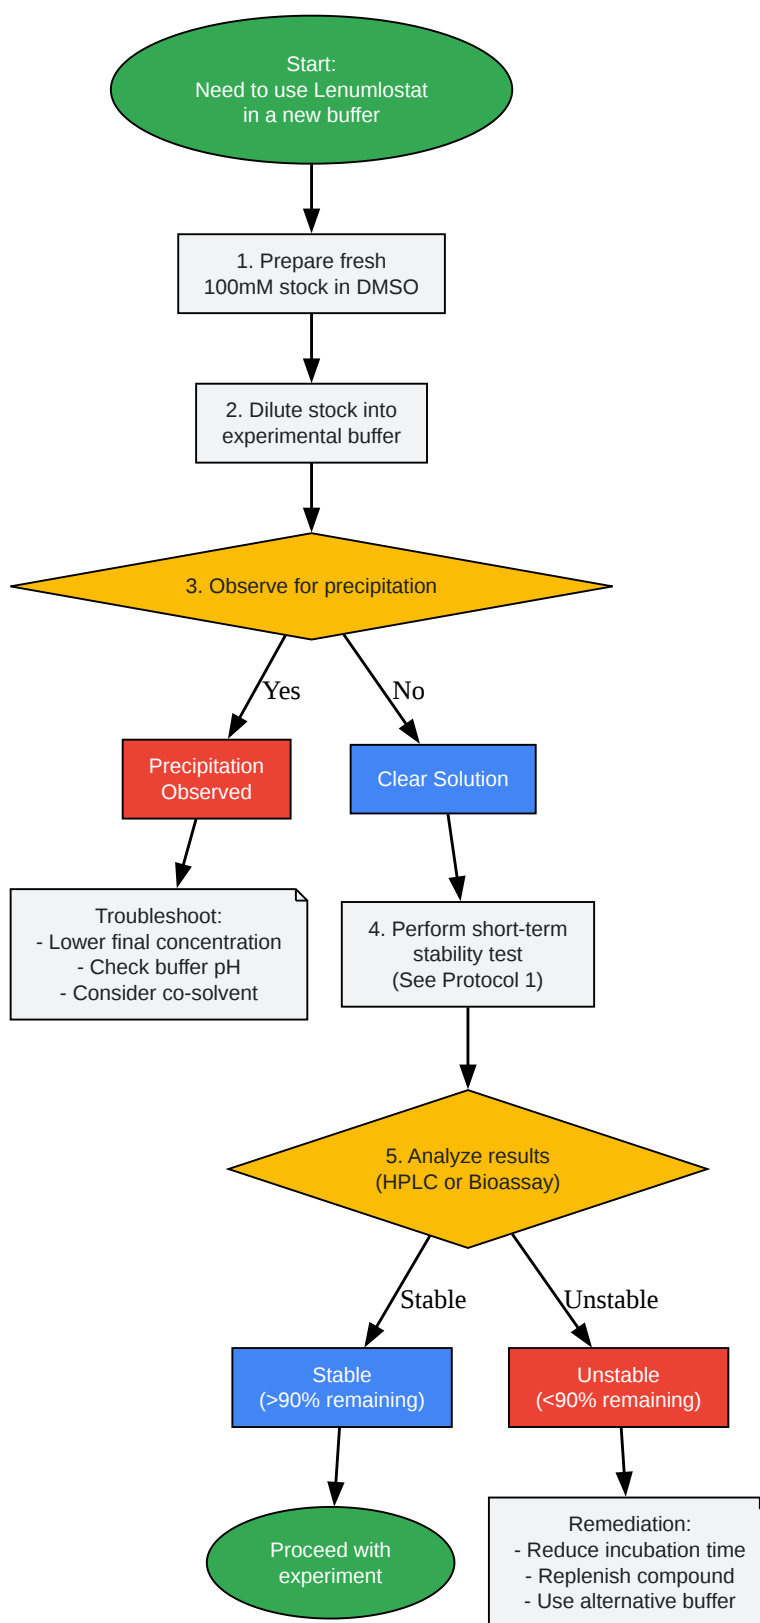 Start:
Need to use Lenumlostat
in a new buffer
1. Prepare fresh
100mM stock in DMSO
2. Dilute stock into
experimental buffer
3. Observe for precipitation
Yes
No
Precipitation
Observed
Clear Solution
Troubleshoot:
- Lower final concentration
- Check buffer pH
- Consider co-solvent
4. Perform short-term
stability test
(See Protocol 1)
5. Analyze results
(HPLC or Bioassay)
Stable
Unstable
Stable
(>90% remaining)
Unstable
(<90% remaining)
Proceed with
experiment
Remediation:
- Reduce incubation time
- Replenish compound
- Use alternative buffer